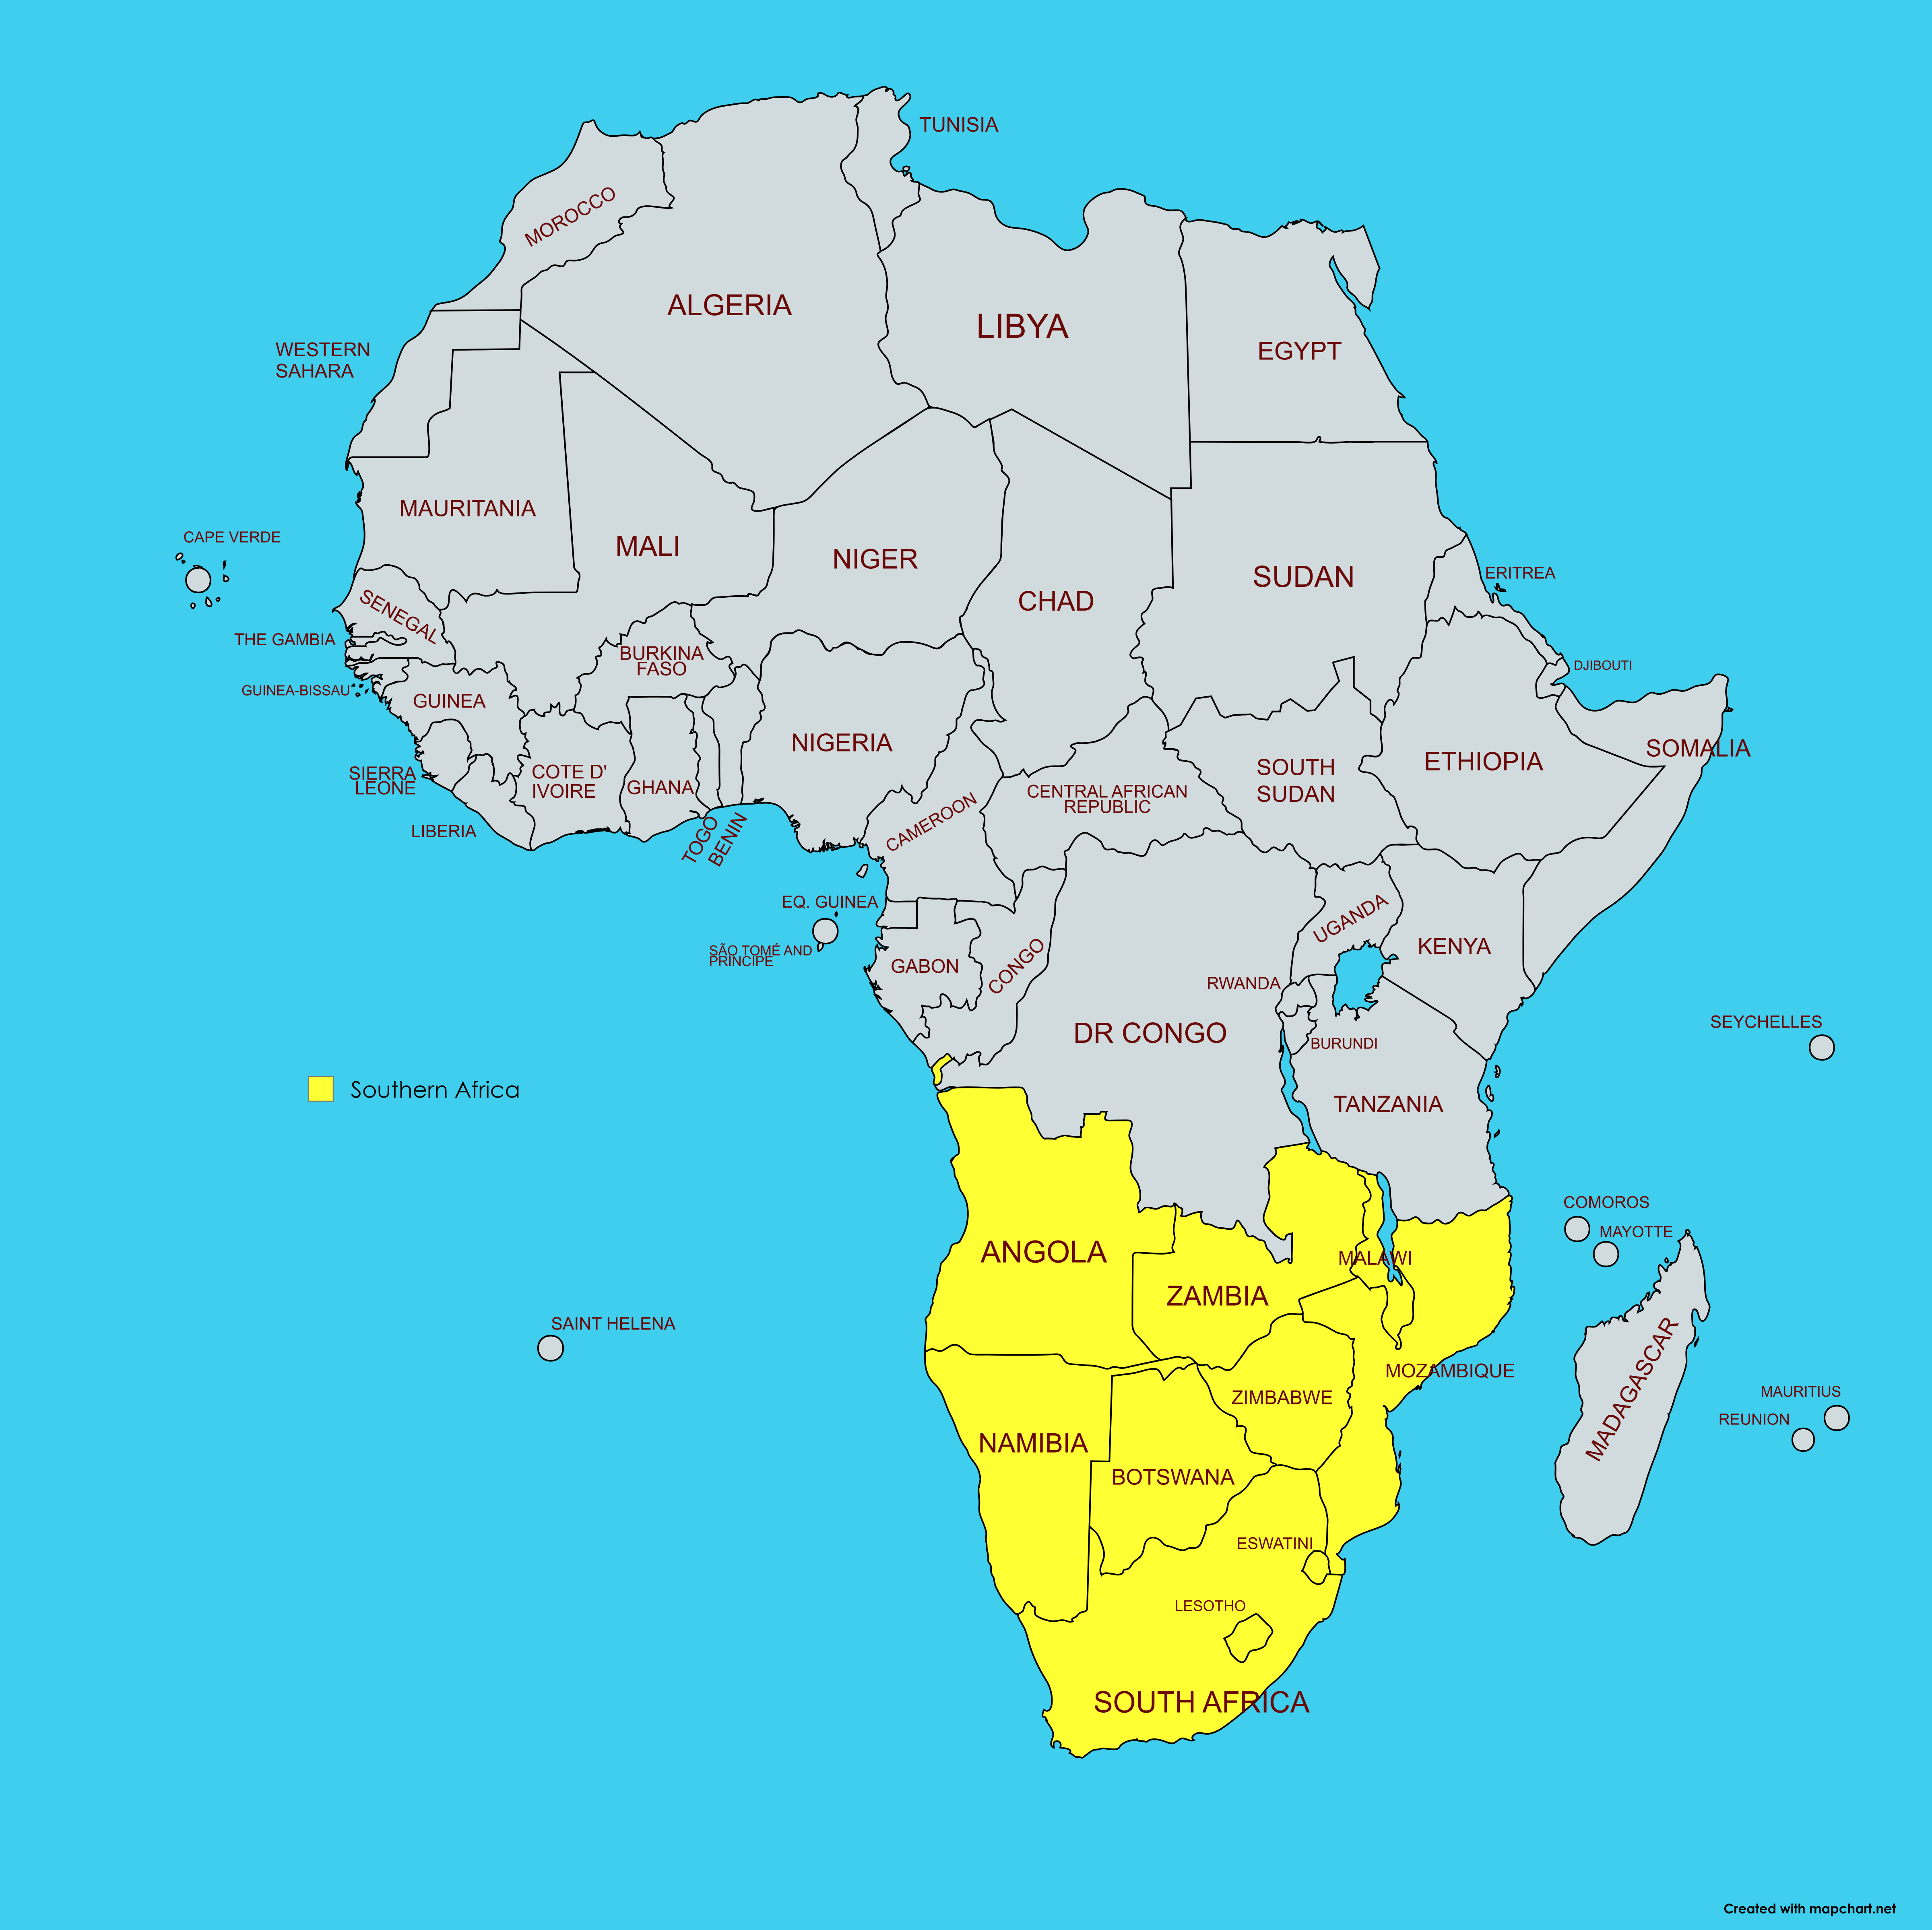 TUNISIA
MOROCCO
ALGERIA
LIBYA
EGYPT
WESTERN
SAHARA
MAURITANIA
MALI
NIGER
CHAD
SUDAN
ERITREA
CAPE VERDE
SENEGAL
THE GAMBIA
GUINEA-BISSAU
GUINEA
BURKINA
FASO
DJIBOUTI
SIERRA
LEONE
LIBERIA
COTE D'
IVOIRE
GHANA
TOGO
BENIN
NIGERIA
CAMEROON
CENTRAL AFRICAN
REPUBLIC
SOUTH
SUDAN
ETHIOPIA
SOMALIA
EQ. GUINEA
SÃO TOMÉ AND
PRÍNCIPE
GABON
CONGO
DR CONGO
UGANDA
KENYA
RWANDA
BURUNDI
TANZANIA
SEYCHELLES
Southern Africa
ANGOLA
ZAMBIA
MALAWI
COMOROS
MAYOTTE
SAINT HELENA
MOZAMBIQUE
ZIMBABWE
NAMIBIA
BOTSWANA
MADAGASCAR
MAURITIUS
REUNION
ESWATINI
LESOTHO
SOUTH AFRICA
Created with mapchart.net